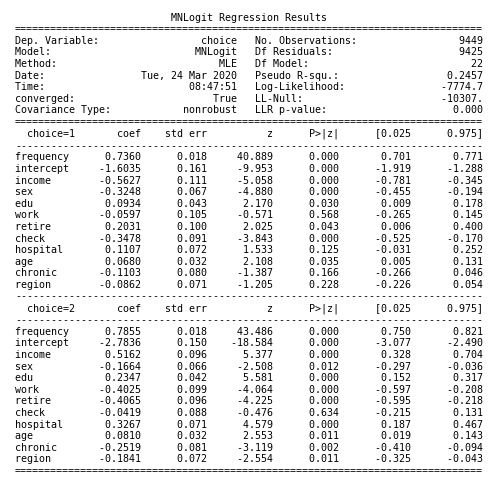 MNLogit Regression Results
==============================================================================
Dep. Variable: choice No. Observations: 9449
Model: MNLogit Df Residuals: 9425
Method: MLE Df Model: 22
Date: Tue, 24 Mar 2020 Pseudo R-squ.: 0.2457
Time: 08:47:51 Log-Likelihood: -7774.7
converged: True LL-Null: -10307.
Covariance Type: nonrobust LLR p-value: 0.000
==============================================================================
choice=1 coef std err z P>|z| [0.025 0.975]
------------------------------------------------------------------------------
frequency 0.7360 0.018 40.889 0.000 0.701 0.771
intercept -1.6035 0.161 -9.953 0.000 -1.919 -1.288
income -0.5627 0.111 -5.058 0.000 -0.781 -0.345
sex -0.3248 0.067 -4.880 0.000 -0.455 -0.194
edu 0.0934 0.043 2.170 0.030 0.009 0.178
work -0.0597 0.105 -0.571 0.568 -0.265 0.145
retire 0.2031 0.100 2.025 0.043 0.006 0.400
check -0.3478 0.091 -3.843 0.000 -0.525 -0.170
hospital 0.1107 0.072 1.533 0.125 -0.031 0.252
age 0.0680 0.032 2.108 0.035 0.005 0.131
chronic -0.1103 0.080 -1.387 0.166 -0.266 0.046
region -0.0862 0.071 -1.205 0.228 -0.226 0.054
------------------------------------------------------------------------------
choice=2 coef std err z P>|z| [0.025 0.975]
------------------------------------------------------------------------------
frequency 0.7855 0.018 43.486 0.000 0.750 0.821
intercept -2.7836 0.150 -18.584 0.000 -3.077 -2.490
income 0.5162 0.096 5.377 0.000 0.328 0.704
sex -0.1664 0.066 -2.508 0.012 -0.297 -0.036
edu 0.2347 0.042 5.581 0.000 0.152 0.317
work -0.4025 0.099 -4.064 0.000 -0.597 -0.208
retire -0.4065 0.096 -4.225 0.000 -0.595 -0.218
check -0.0419 0.088 -0.476 0.634 -0.215 0.131
hospital 0.3267 0.071 4.579 0.000 0.187 0.467
age 0.0810 0.032 2.553 0.011 0.019 0.143
chronic -0.2519 0.081 -3.119 0.002 -0.410 -0.094
region -0.1841 0.072 -2.554 0.011 -0.325 -0.043
==============================================================================